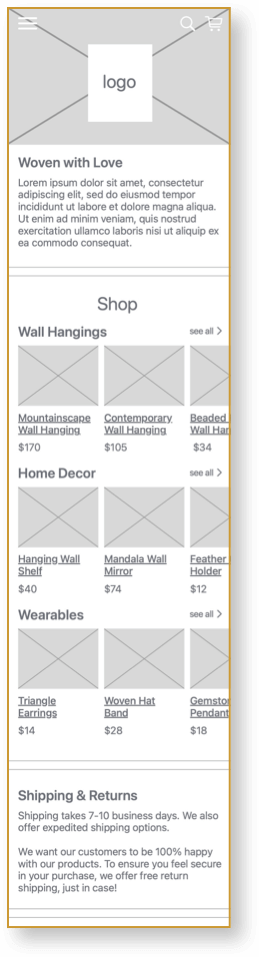 logo
Woven with Love
Lorem ipsum dolor sit amet, consectetur
adipiscing elit, sed do eiusmod tempor
incididunt ut labore et dolore magna aliqua.
Ut enim ad minim veniam, quis nostrud
exercitation ullamco laboris nisi ut aliquip ex
ea commodo consequat.
Shop
Wall Hangings see all
Mountainscape Contemporary Beaded
Wall Hanging Wall Hanging Wall Han
$170 $105 $34
Home Decor see all
Hanging Wall Mandala Wall Feather
Shelf Mirror Holder
$40 $74 $12
Wearables see all
Triangle Woven Hat Gemston
Earrings Band Pendant
$14 $28 $18
Shipping & Returns
Shipping takes 7-10 business days. We also
offer expedited shipping options.
We want our customers to be 100% happy
with our products. To ensure you feel secure
in your purchase, we offer free return
shipping, just in case!